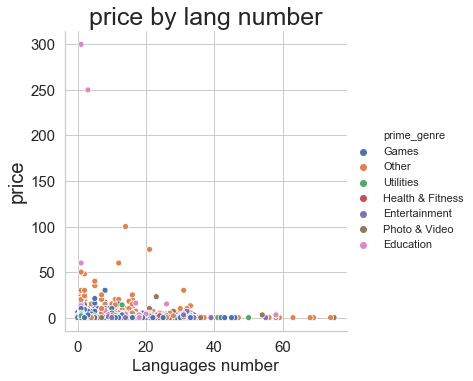 price by lang number
300
250
200
150
100
50
0
price
0 20 40 60
Languages number
prime_genre
Games
Other
Utilities
Health & Fitness
Entertainment
Photo & Video
Education